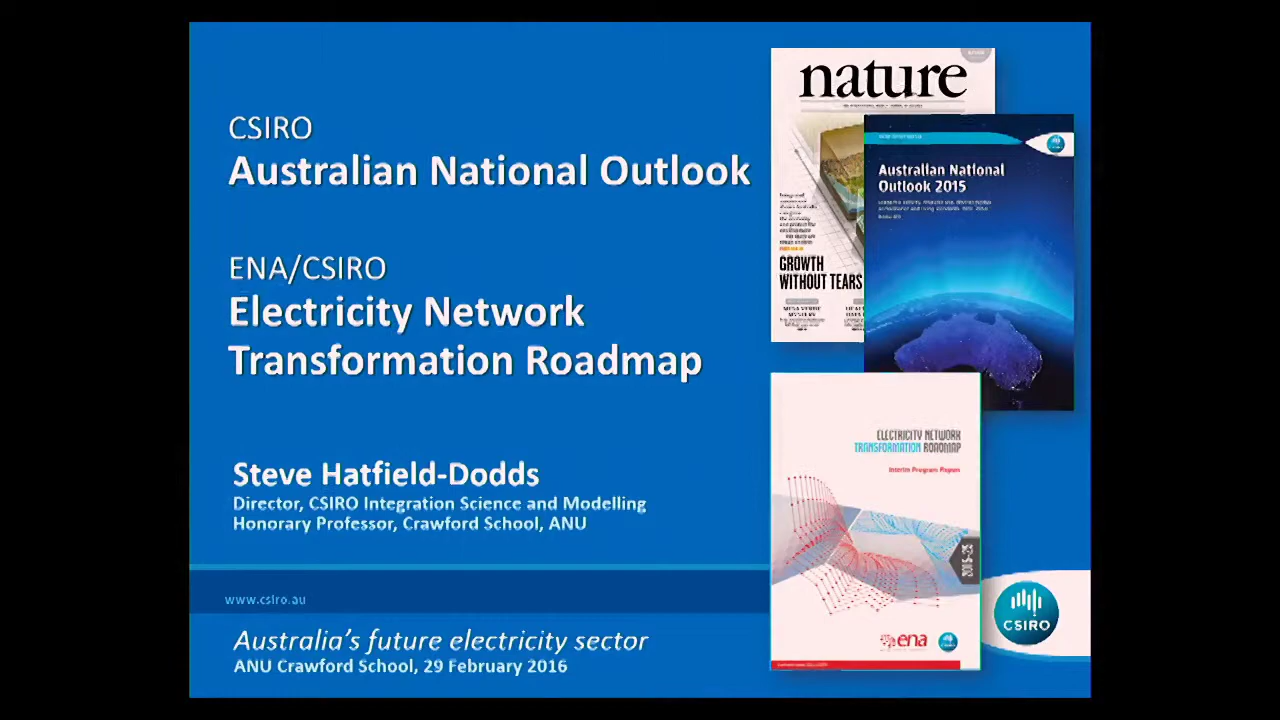 CSIRO
Australian National Outlook
ENA/CSIRO
Electricity Network
Transformation Roadmap
Steve Hatfield-Dodds
Director, CSIRO Integration Science and Modelling
Honorary Professor, Crawford School, ANU
www.csiro.au
Australia's future electricity sector
ANU Crawford School, 29 February 2016
nature
GROWTH
WITHOUT TEARS
Australian National
Outlook 2015
ELECTRICITY NETWORK
TRANSFORMATION ROADMAP
Interim Program Report
2015-25
ena
CSIRO